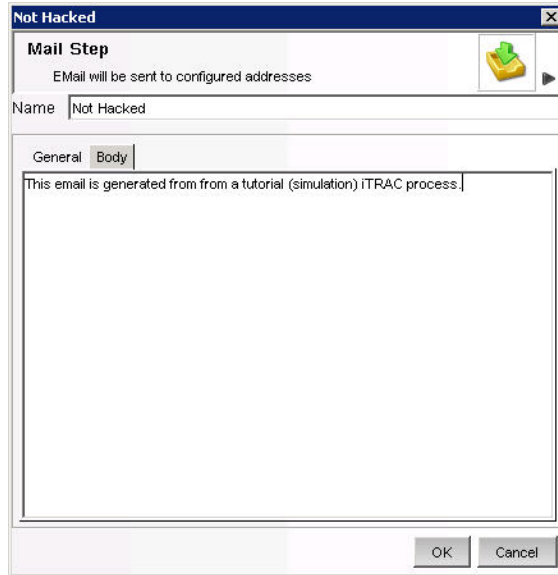 Not Hacked
Mail Step
EMail will be sent to configured addresses
Name Not Hacked
General Body
This email is generated from from a tutorial (simulation) iTRAC process.
OK Cancel